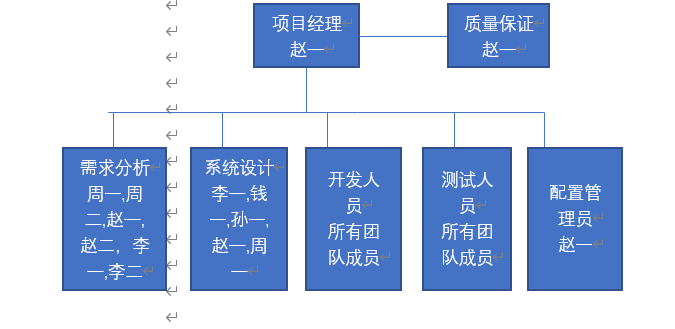 项目经理
赵一
质量保证
赵一
需求分析
周一,周
二,赵一,
赵二，李
一,李二
系统设计
李一,钱
一,孙一,
赵一,周
一
开发人
员
所有团
队成员
测试人
员
所有团
队成员
配置管
理员
赵一